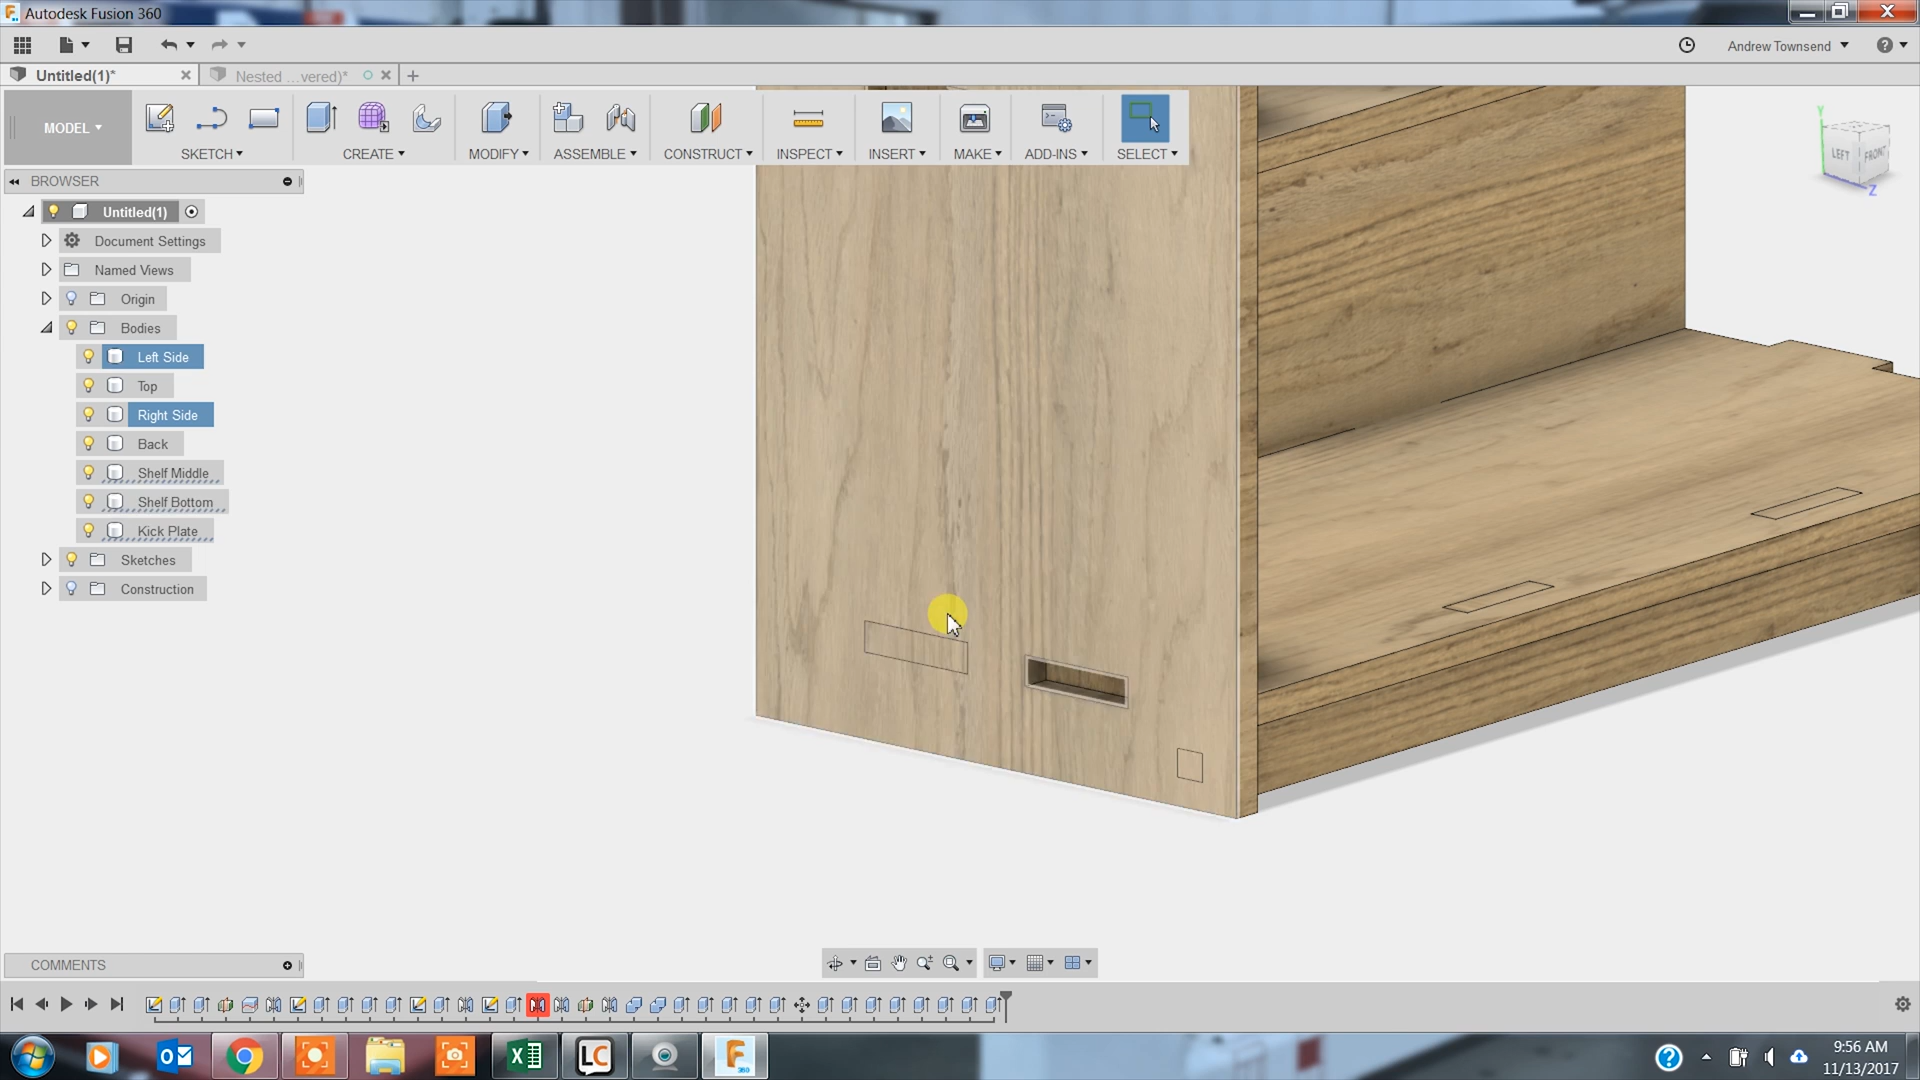 Autodesk Fusion 360
Andrew Townsend
Untitled(1)*
Nested ...vered)*
MODEL
SKETCH
CREATE
MODIFY
ASSEMBLE
CONSTRUCT
INSPECT
INSERT
MAKE
ADD-INS
SELECT
BROWSER
Untitled(1)
Document Settings
Named Views
Origin
Bodies
Left Side
Top
Right Side
Back
Shelf Middle
Shelf Bottom
Kick Plate
Sketches
Construction
Y
LEFT
FRONT
Z
COMMENTS
9:56 AM
11/13/2017